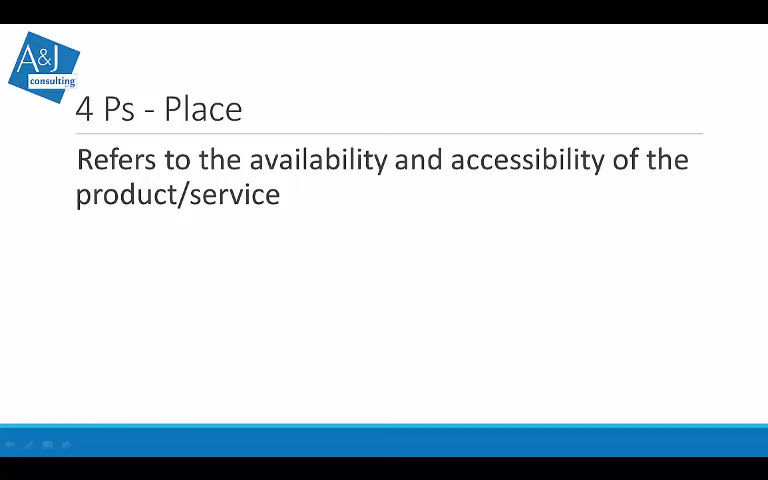 A&J
consulting
4 Ps - Place
Refers to the availability and accessibility of the
product/service